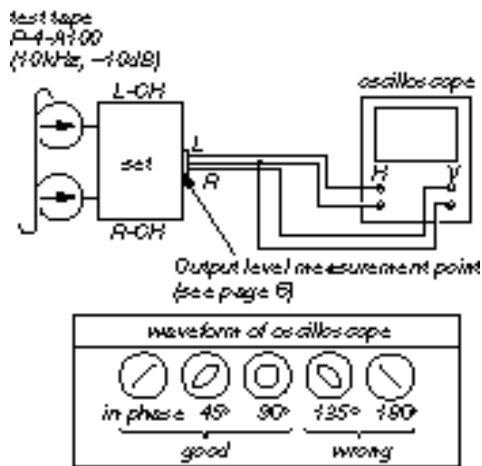 test tape
P-4-A100
(10kHz, −10dB)
L-CH
oscilloscope
set
L
R
H
V
R-CH
Output level measurement point
(see page 6)
waveform of oscilloscope
in phase 45° 90° 135° 180°
good wrong